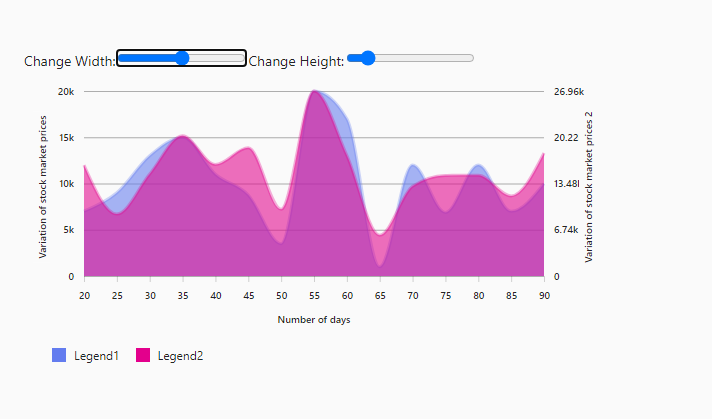 Change Width: Change Height:
20k 26.96k
15k 20.22
10k 13.48l
5k 6.74k
0 0
Variation of stock market prices
Variation of stock market prices 2
20 25 30 35 40 45 50 55 60 65 70 75 80 85 90
Number of days
Legend1 Legend2